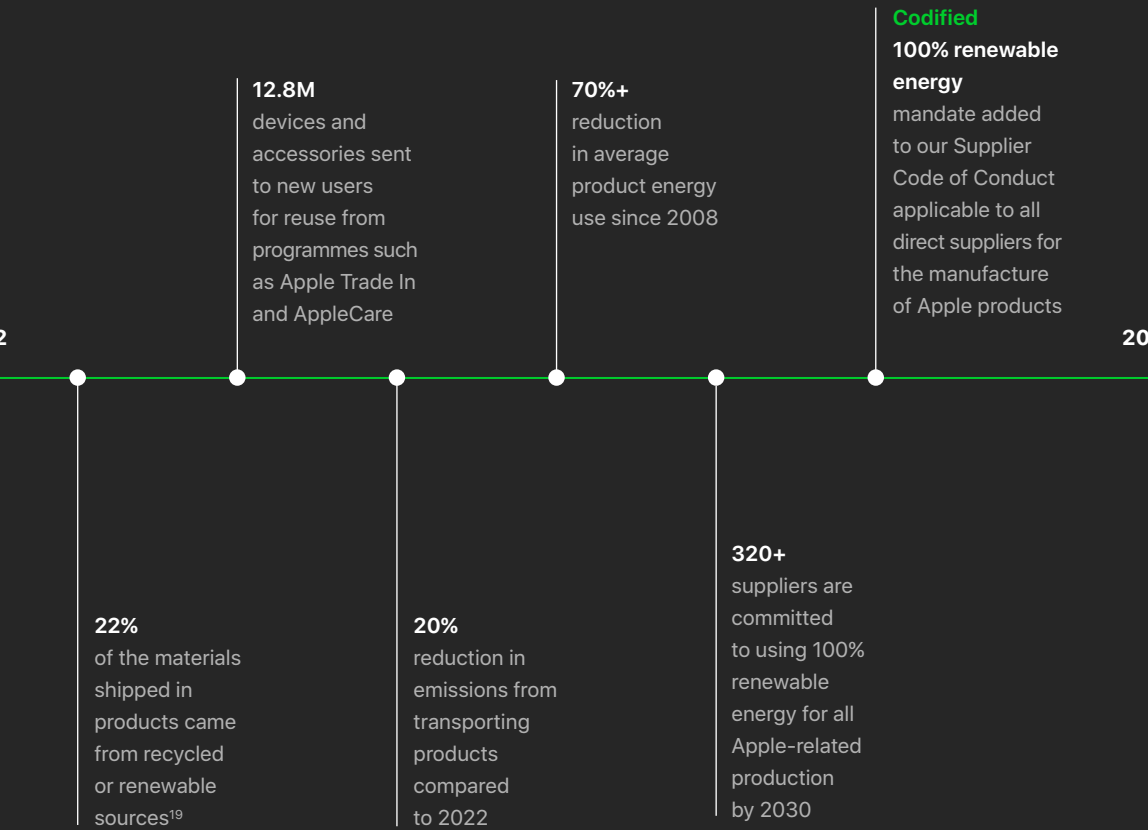 Codified
100% renewable
energy
mandate added
to our Supplier
Code of Conduct
applicable to all
direct suppliers for
the manufacture
of Apple products
12.8M
devices and
accessories sent
to new users
for reuse from
programmes such
as Apple Trade In
and AppleCare
70%+
reduction
in average
product energy
use since 2008
2
20
22%
of the materials
shipped in
products came
from recycled
or renewable
sources¹⁹
20%
reduction in
emissions from
transporting
products
compared
to 2022
320+
suppliers are
committed
to using 100%
renewable
energy for all
Apple-related
production
by 2030